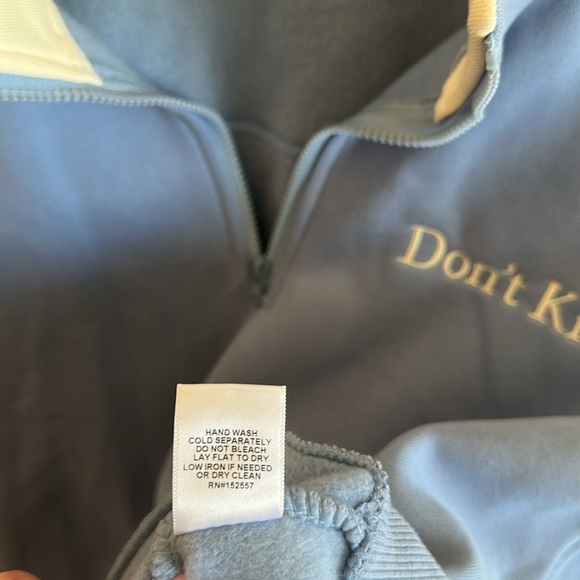 Don't
HAND WASH
COLD SEPARATELY
DO NOT BLEACH
LAY FLAT TO DRY
LOW IRON IF NEEDED
OR DRY CLEAN
RN#152557